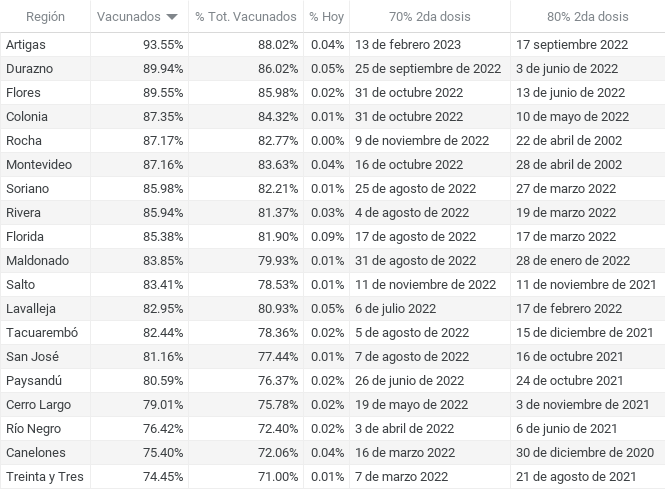 Región Vacunados % Tot. Vacunados % Hoy 70% 2da dosis 80% 2da dosis
Artigas 93.55% 88.02% 0.04% 13 de febrero 2023 17 septiembre 2022
Durazno 89.94% 86.02% 0.05% 25 de septiembre de 2022 3 de junio de 2022
Flores 89.55% 85.98% 0.02% 31 de octubre 2022 13 de junio de 2022
Colonia 87.35% 84.32% 0.01% 31 de octubre 2022 10 de mayo de 2022
Rocha 87.17% 82.77% 0.00% 9 de noviembre de 2022 22 de abril de 2002
Montevideo 87.16% 83.63% 0.04% 16 de octubre 2022 28 de abril de 2002
Soriano 85.98% 82.21% 0.01% 25 de agosto de 2022 27 de marzo 2022
Rivera 85.94% 81.37% 0.03% 4 de agosto de 2022 19 de marzo 2022
Florida 85.38% 81.90% 0.09% 17 de agosto de 2022 17 de marzo 2022
Maldonado 83.85% 79.93% 0.01% 31 de agosto de 2022 28 de enero de 2022
Salto 83.41% 78.53% 0.01% 11 de noviembre de 2022 11 de noviembre de 2021
Lavalleja 82.95% 80.93% 0.05% 6 de julio 2022 17 de febrero de 2022
Tacuarembó 82.44% 78.36% 0.02% 5 de agosto de 2022 15 de diciembre de 2021
San José 81.16% 77.44% 0.01% 7 de agosto de 2022 16 de octubre 2021
Paysandú 80.59% 76.37% 0.02% 26 de junio de 2022 24 de octubre 2021
Cerro Largo 79.01% 75.78% 0.02% 19 de mayo de 2022 3 de noviembre de 2021
Río Negro 76.42% 72.40% 0.02% 3 de abril de 2022 6 de junio de 2021
Canelones 75.40% 72.06% 0.04% 16 de marzo de 2022 30 de diciembre de 2020
Treinta y Tres 74.45% 71.00% 0.01% 7 de marzo de 2022 21 de agosto de 2021